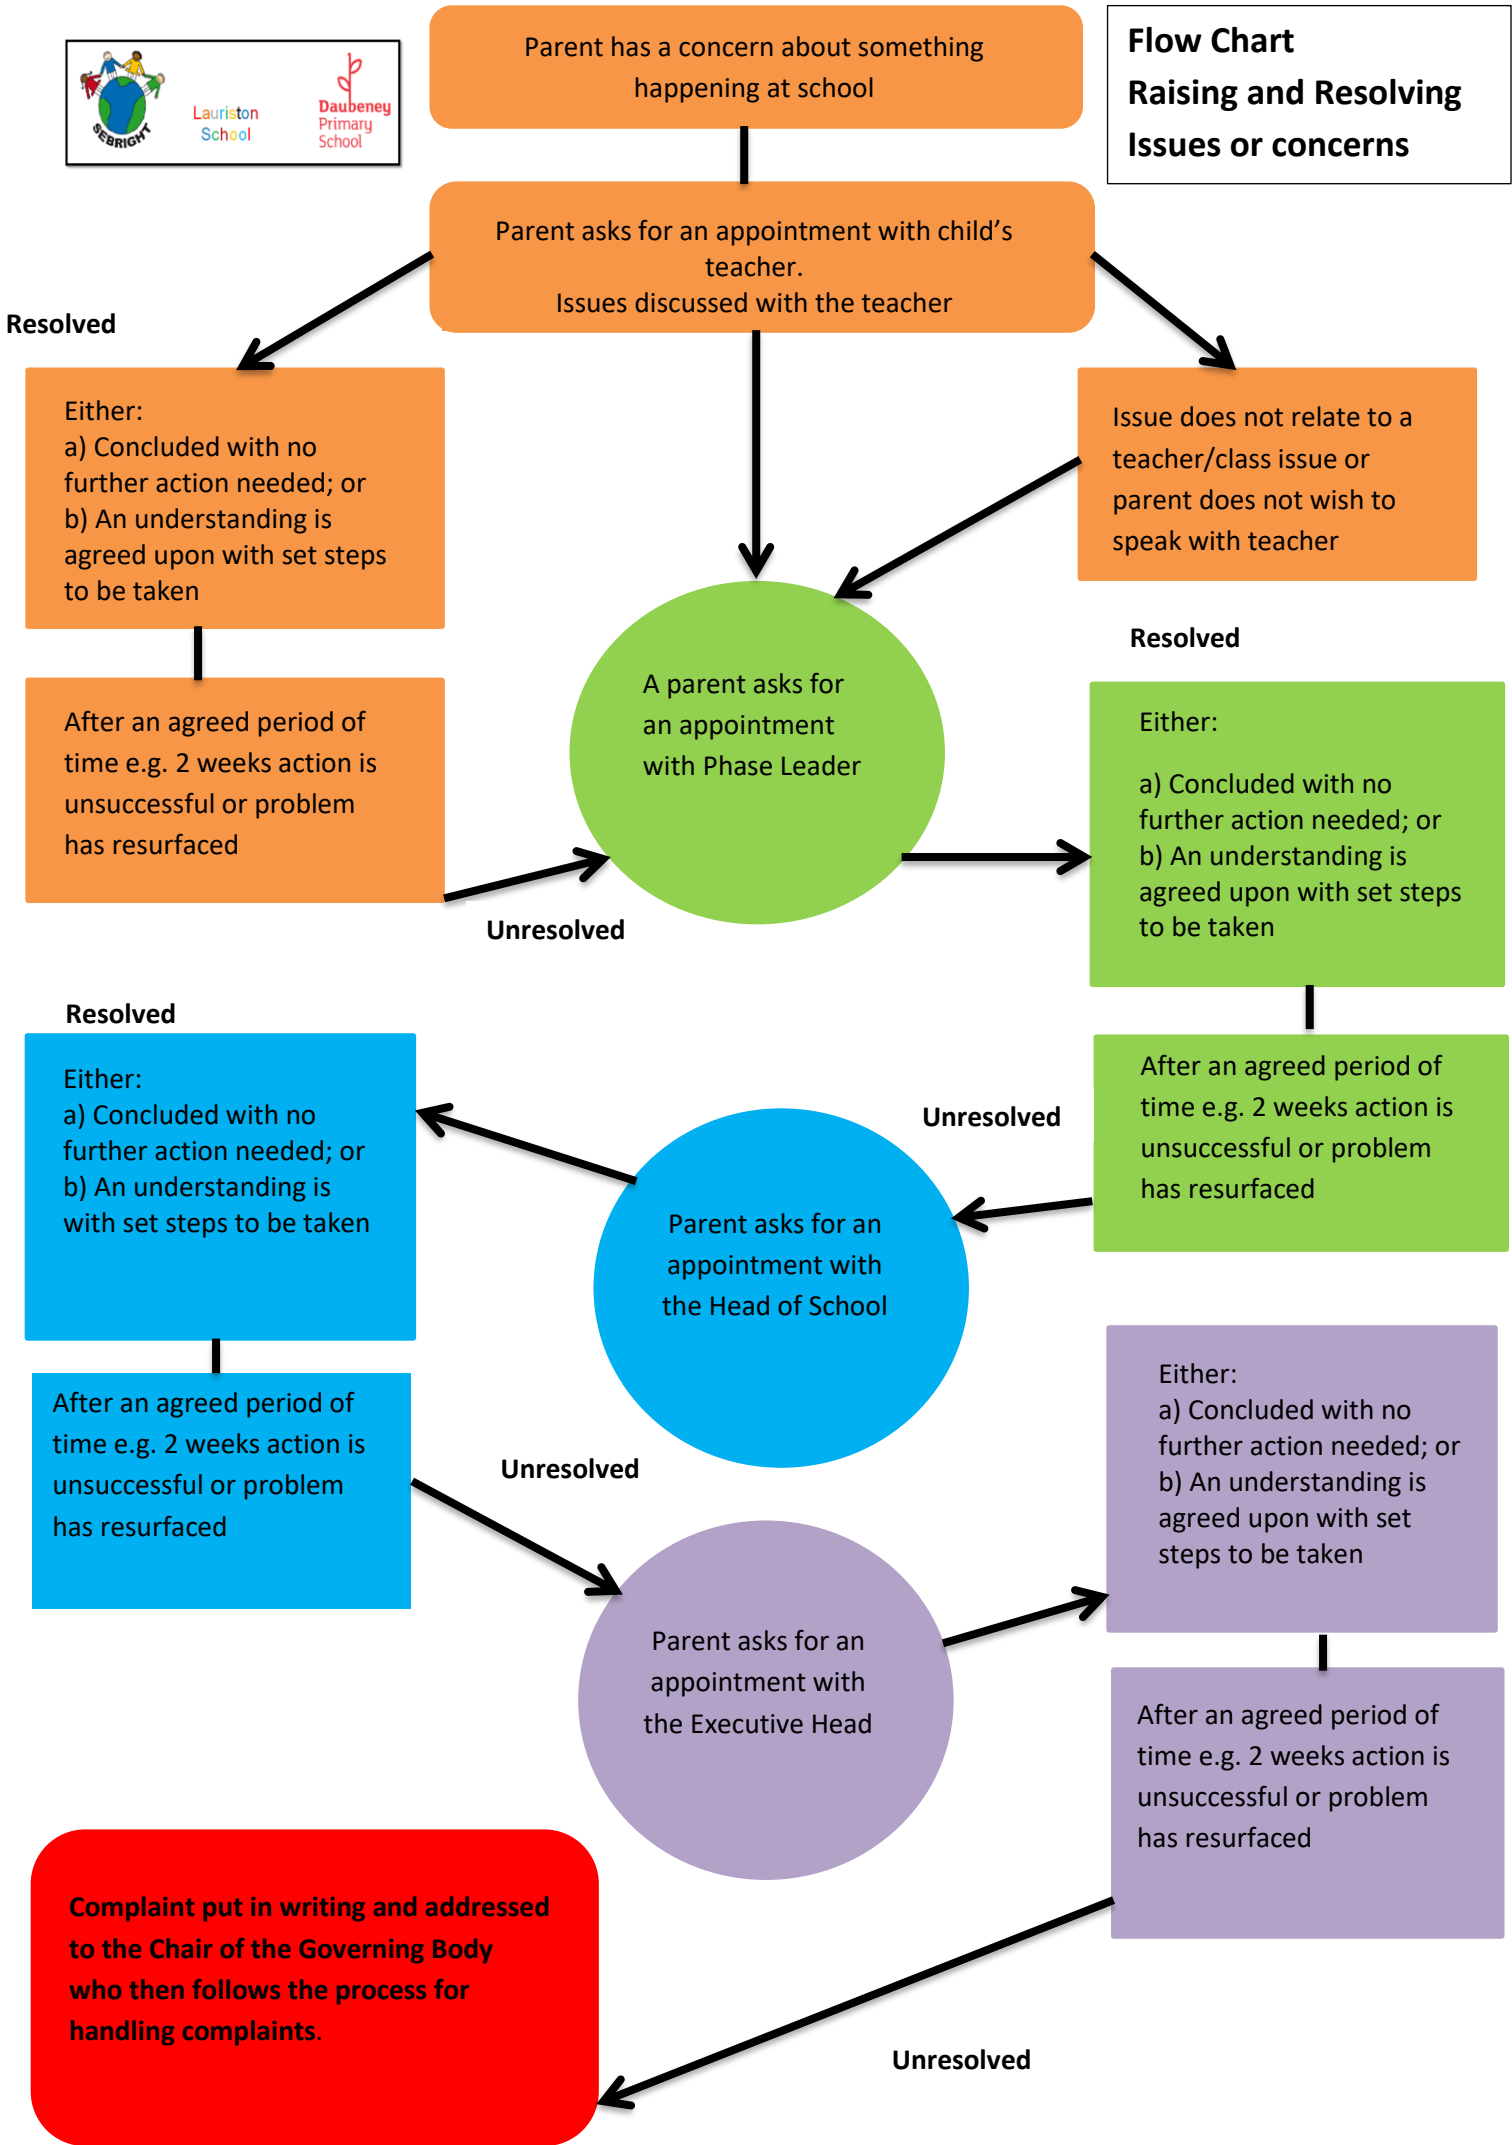 SEBRIGHT
Lauriston
School
Daubeney
Primary
School
Parent has a concern about something
happening at school
Flow Chart
Raising and Resolving
Issues or concerns
Parent asks for an appointment with child’s
teacher.
Issues discussed with the teacher
Resolved
Either:
a) Concluded with no
further action needed; or
b) An understanding is
agreed upon with set steps
to be taken
Issue does not relate to a
teacher/class issue or
parent does not wish to
speak with teacher
After an agreed period of
time e.g. 2 weeks action is
unsuccessful or problem
has resurfaced
Unresolved
A parent asks for
an appointment
with Phase Leader
Resolved
Either:
a) Concluded with no
further action needed; or
b) An understanding is
agreed upon with set steps
to be taken
After an agreed period of
time e.g. 2 weeks action is
unsuccessful or problem
has resurfaced
Unresolved
Parent asks for an
appointment with
the Head of School
Resolved
Either:
a) Concluded with no
further action needed; or
b) An understanding is
with set steps to be taken
After an agreed period of
time e.g. 2 weeks action is
unsuccessful or problem
has resurfaced
Unresolved
Parent asks for an
appointment with
the Executive Head
Either:
a) Concluded with no
further action needed; or
b) An understanding is
agreed upon with set
steps to be taken
After an agreed period of
time e.g. 2 weeks action is
unsuccessful or problem
has resurfaced
Unresolved
Complaint put in writing and addressed
to the Chair of the Governing Body
who then follows the process for
handling complaints.